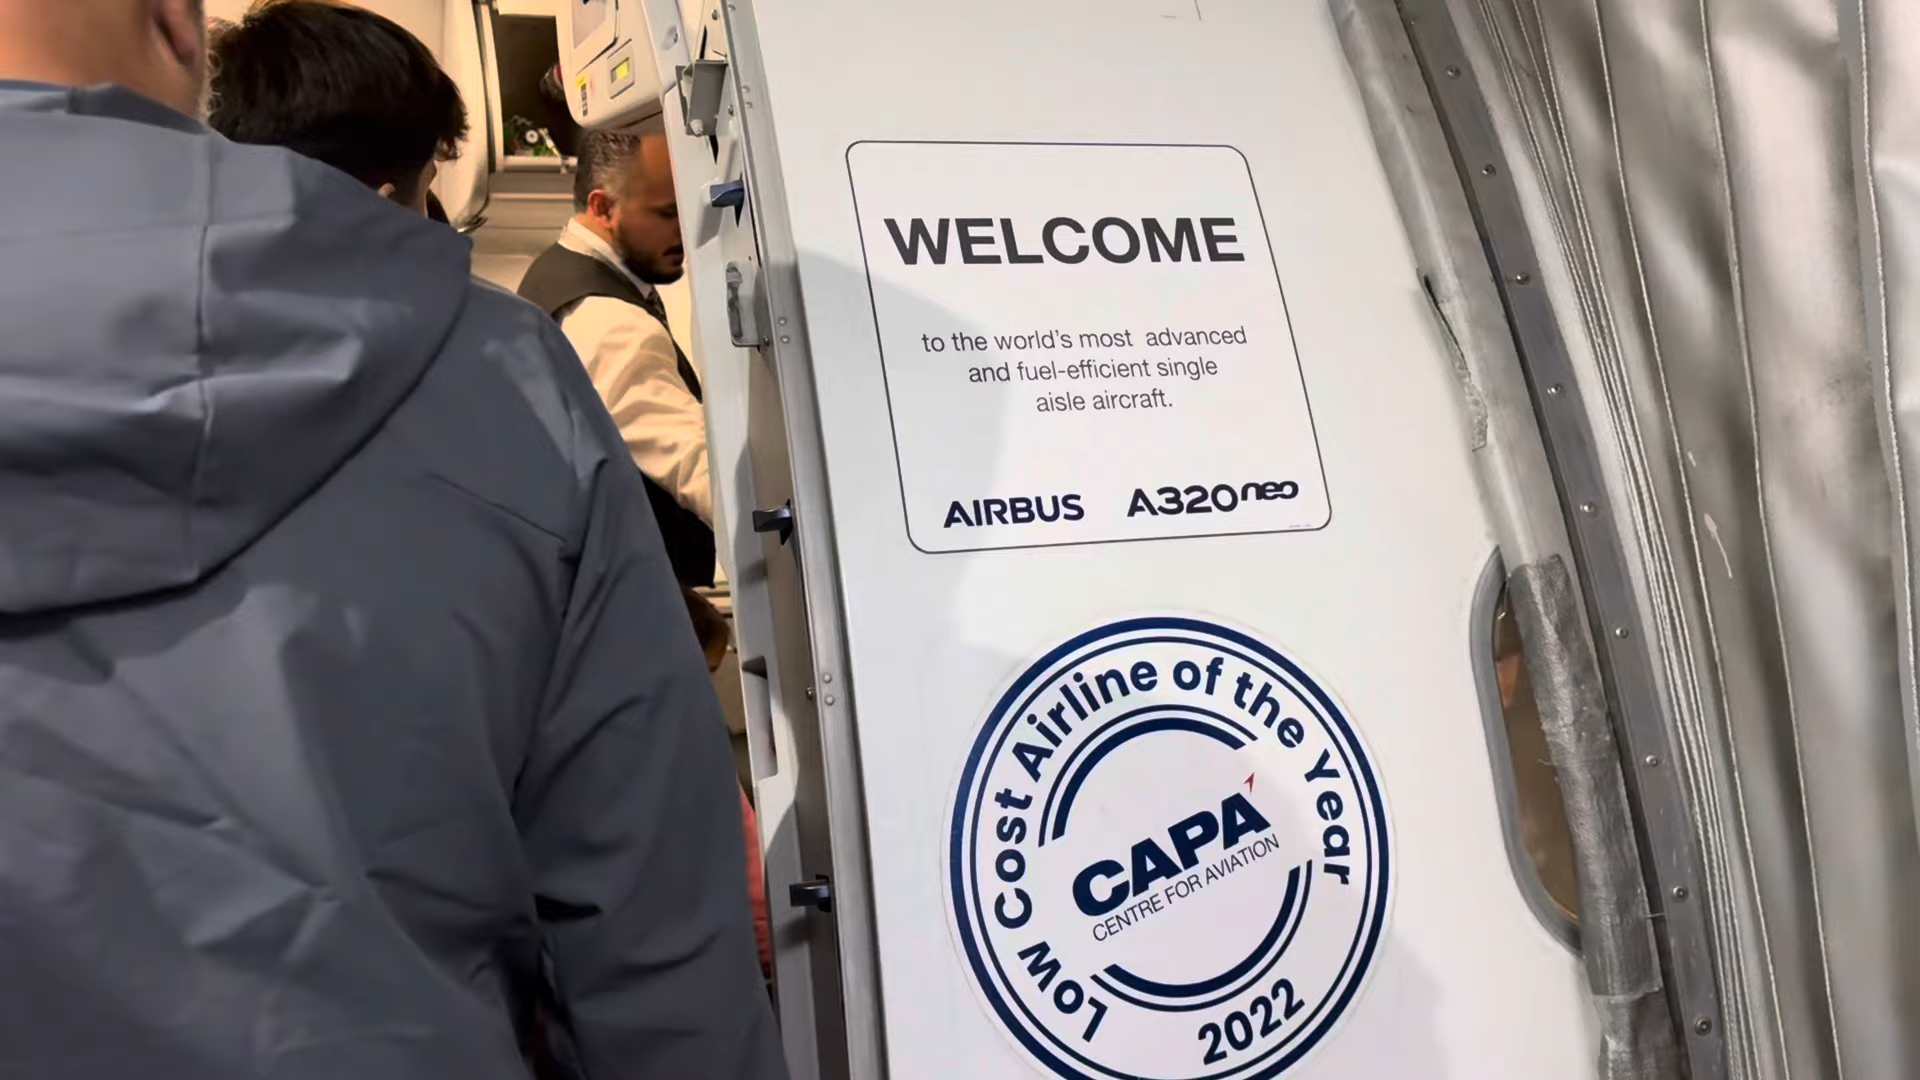 WELCOME
to the world's most advanced
and fuel-efficient single
aisle aircraft.
AIRBUS A320neo
Low Cost Airline of the Year
CAPA
CENTRE FOR AVIATION
2022